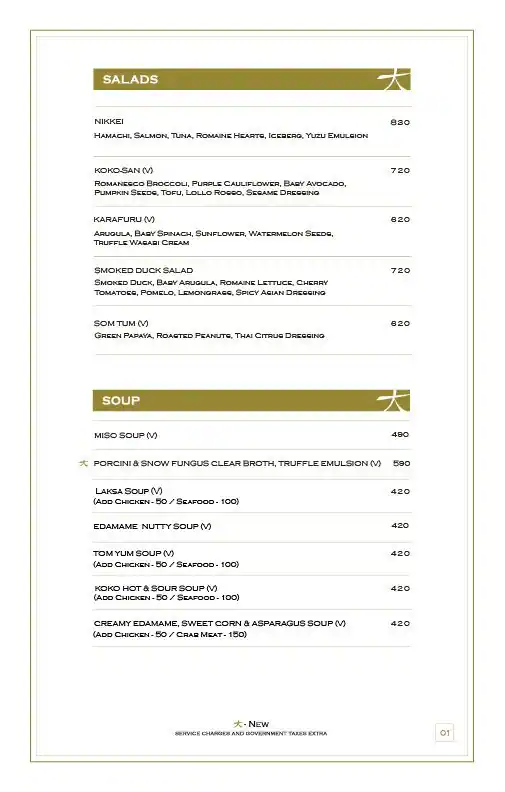 SALADS 大
NIKKEI 820
Hamachi, Salmon, Tuna, Romaine Hearts, Iceberg, Yuzu Emulsion
KOKO-SAN (V) 720
Romanesco Broccoli, Purple Cauliflower, Baby Avocado,
Pumpkin Seeds, Tofu, Lollo Rosso, Sesame Dressing
KARAFURU (V) 620
Arugula, Baby Spinach, Sunflower, Watermelon Seeds,
Truffle Wasabi Cream
SMOKED DUCK SALAD 720
Smoked Duck, Baby Arugula, Romaine Lettuce, Cherry
Tomatoes, Pomelo, Lemongrass, Spicy Asian Dressing
SOM TUM (V) 620
Green Papaya, Roasted Peanuts, Thai Citrus Dressing
SOUP 大
MISO SOUP (V) 490
大 PORCINI & SNOW FUNGUS CLEAR BROTH, TRUFFLE EMULSION (V) 590
Laksa Soup (V) 420
(Add Chicken - 50 / Seafood - 100)
EDAMAME NUTTY SOUP (V) 420
TOM YUM SOUP (V) 420
(Add Chicken - 50 / Seafood - 100)
KOKO HOT & SOUR SOUP (V) 420
(Add Chicken - 50 / Seafood - 100)
CREAMY EDAMAME, SWEET CORN & ASPARAGUS SOUP (V) 420
(Add Chicken - 50 / Crab Meat - 150)
大 - New
SERVICE CHARGES AND GOVERNMENT TAXES EXTRA
01